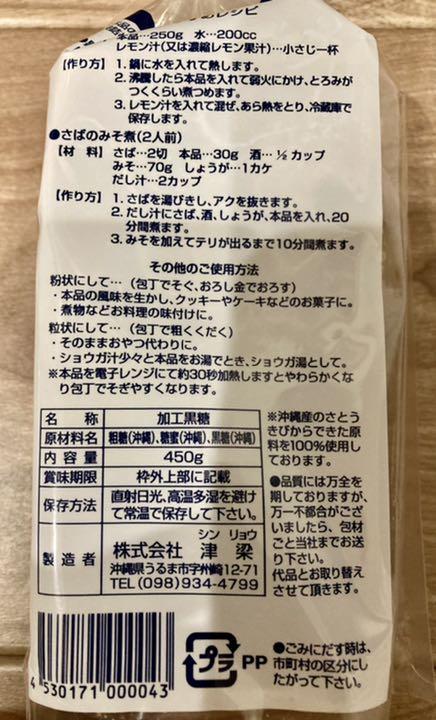 レシピ
…250g 水…200cc
レモン汁(又は濃縮レモン果汁)…小さじ一杯
【作り方】 1. 鍋に水を入れて熱します。
2. 沸騰したら本品を入れて弱火にかけ、とろみが
つくくらい煮つめます。
3. レモン汁を入れて混ぜ、あら熱をとり、冷蔵庫で
保存します。
●さばのみそ煮(2人前)
【材 料】 さば…2切 本品…30g 酒…½カップ
みそ…70g しょうが…1カケ
だし汁…2カップ
【作り方】 1. さばを湯びきし、アクを抜きます。
2. だし汁にさば、酒、しょうが、本品を入れ、20
分間煮ます。
3. みそを加えてテリが出るまで10分間煮ます。
その他のご使用方法
粉状にして…(包丁でそぐ、おろし金でおろす)
・本品の風味を生かし、クッキーやケーキなどのお菓子に。
・煮物などお料理の味付けに。
粒状にして…(包丁で粗くくだく)
・そのままおやつ代わりに。
・ショウガ汁少々と本品をお湯でとき、ショウガ湯として。
※本品を電子レンジにて約30秒加熱しますとやわらかくな
り包丁でそぎやすくなります。
名 称 加工黒糖
原材料名 粗糖(沖縄)、糖蜜(沖縄)、黒糖(沖縄)
内 容 量 450g
賞味期限 枠外上部に記載
保存方法 直射日光、高温多湿を避け
て常温で保存して下さい。
製 造 者 シン リョウ
株式会社 津 梁
沖縄県うるま市字州崎12-71
TEL(098)934-4799
※沖縄産のさとう
きびからできた原
料を100%使用し
ております。
●品質には万全を
期しておりますが、
万一不都合がござ
いましたら、包材
ごと当社までお送
り下さい。
代品とお取り替え
させて頂きます。
4 530171 000043
プラ PP
●ごみにだす時は、
市町村の区分にし
たがって下さい。